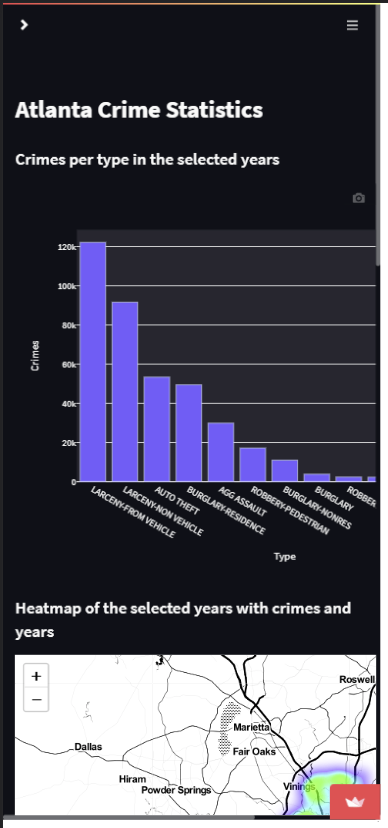 Atlanta Crime Statistics
Crimes per type in the selected years
120k
100k
80k
60k
40k
20k
0
Crimes
LARCENY-FROM VEHICLE
LARCENY-NON VEHICLE
AUTO THEFT
BURGLARY-RESIDENCE
AGG ASSAULT
ROBBERY-PEDESTRIAN
BURGLARY-NONRES
BURGLARY
ROBBER
Type
Heatmap of the selected years with crimes and
years
+
−
Roswell
Marietta
Dallas
Fair Oaks
Hiram
Vinings
Powder Springs